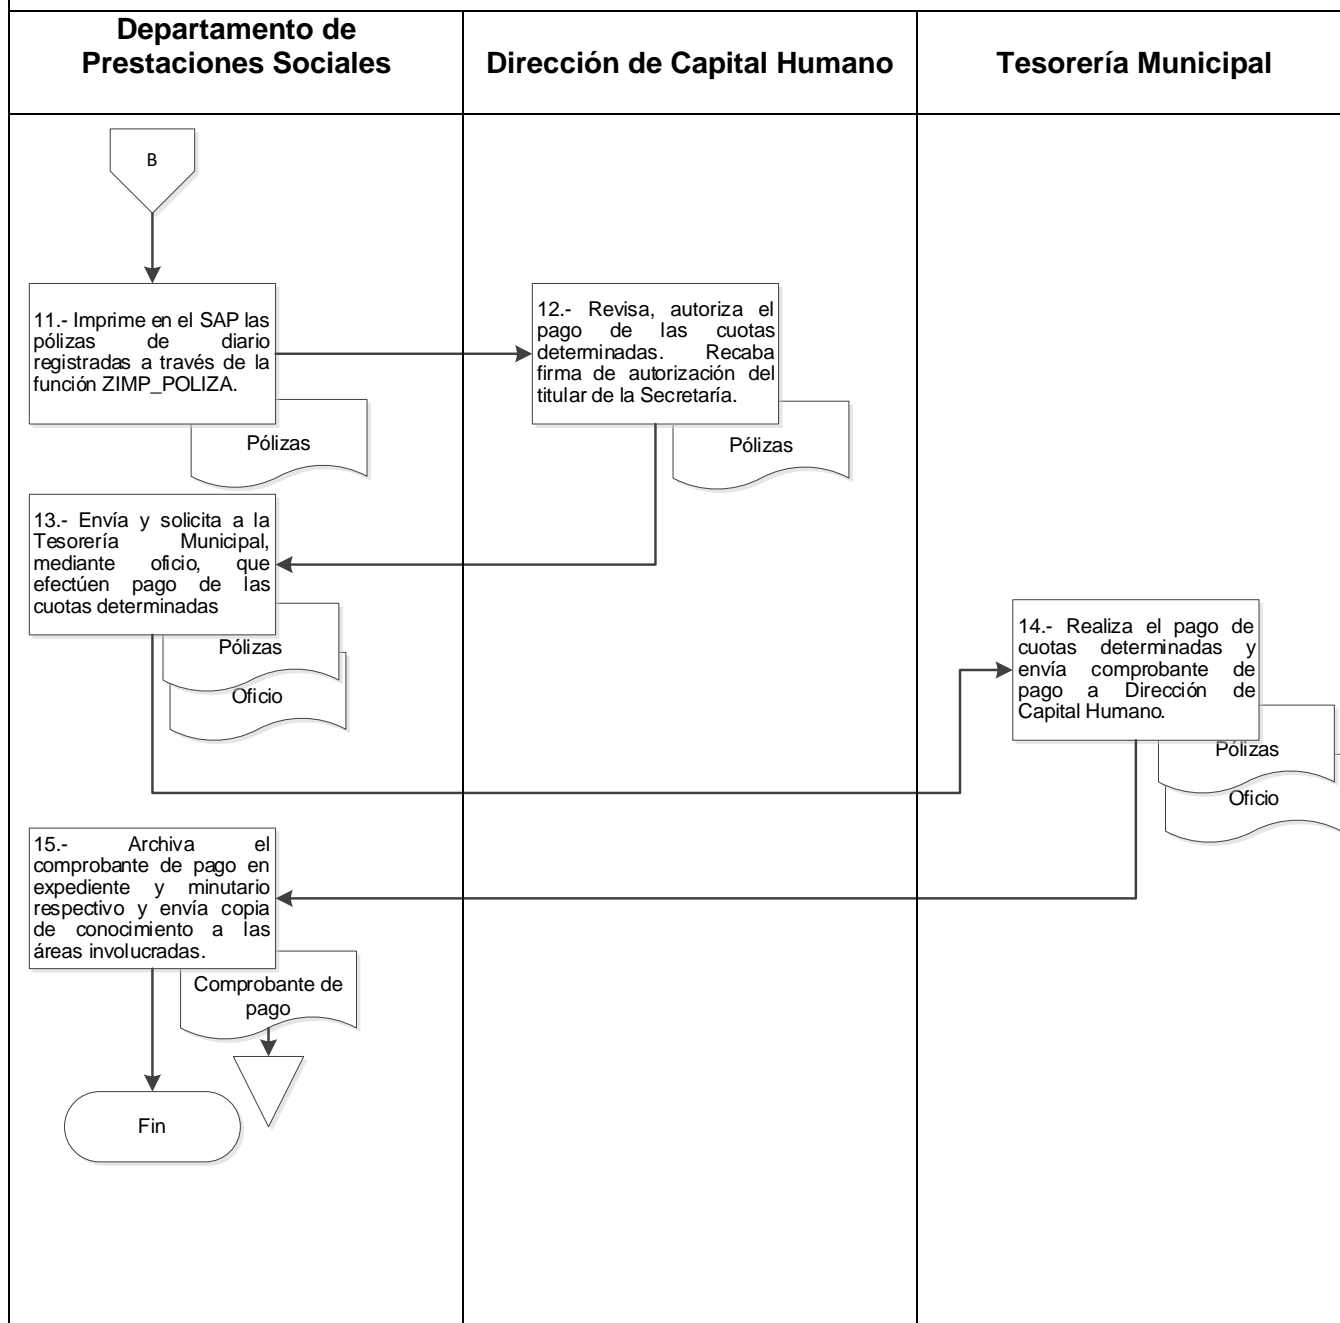 Departamento de
Prestaciones Sociales
Dirección de Capital Humano
Tesorería Municipal
B
11.- Imprime en el SAP las
pólizas de diario
registradas a través de la
función ZIMP_POLIZA.
Pólizas
12.- Revisa, autoriza el
pago de las cuotas
determinadas. Recaba
firma de autorización del
titular de la Secretaría.
Pólizas
13.- Envía y solicita a la
Tesorería Municipal,
mediante oficio, que
efectúen pago de las
cuotas determinadas
Pólizas
Oficio
14.- Realiza el pago de
cuotas determinadas y
envía comprobante de
pago a Dirección de
Capital Humano.
Pólizas
Oficio
15.- Archiva el
comprobante de pago en
expediente y minutario
respectivo y envía copia
de conocimiento a las
áreas involucradas.
Comprobante de
pago
Fin